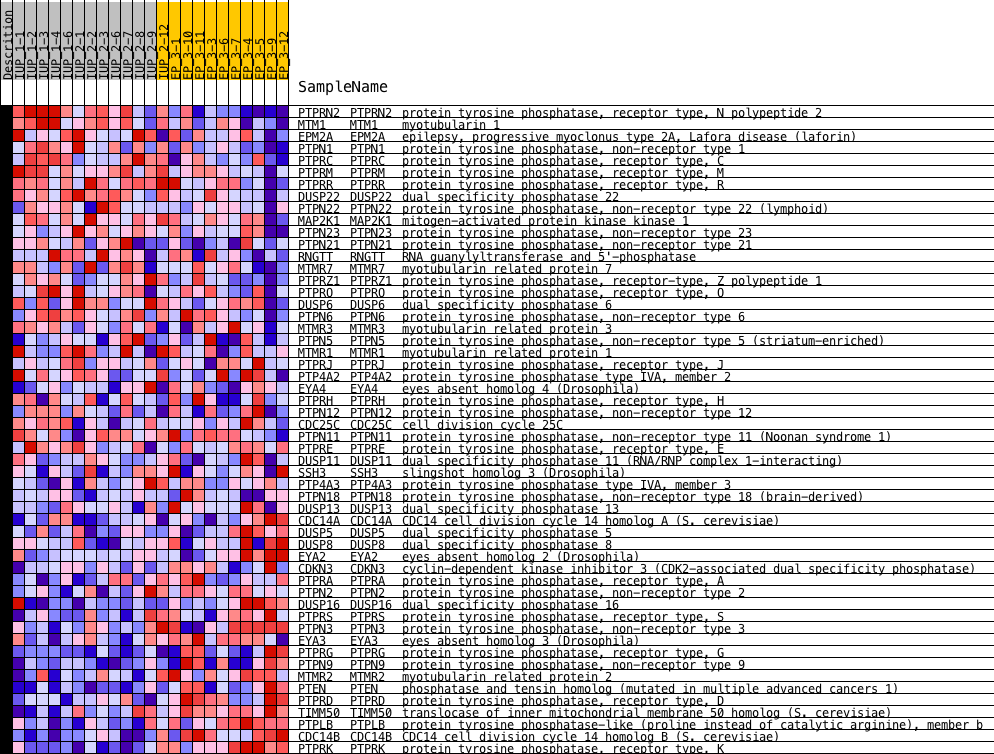 Descrition
IUP_1-1
IUP_1-2
IUP_1-3
IUP_1-4
IUP_1-6
IUP_2-1
IUP_2-2
IUP_2-3
IUP_2-6
IUP_2-7
IUP_2-8
IUP_2-9
IUP_2-12
EP_3-1
EP_3-10
EP_3-11
EP_3-3
EP_3-6
EP_3-7
EP_3-4
EP_3-5
EP_3-9
EP_3-12
SampleName
PTPRN2 PTPRN2 protein tyrosine phosphatase, receptor type, N polypeptide 2
MTM1 MTM1 myotubularin 1
EPM2A EPM2A epilepsy, progressive myoclonus type 2A, Lafora disease (laforin)
PTPN1 PTPN1 protein tyrosine phosphatase, non-receptor type 1
PTPRC PTPRC protein tyrosine phosphatase, receptor type, C
PTPRM PTPRM protein tyrosine phosphatase, receptor type, M
PTPRR PTPRR protein tyrosine phosphatase, receptor type, R
DUSP22 DUSP22 dual specificity phosphatase 22
PTPN22 PTPN22 protein tyrosine phosphatase, non-receptor type 22 (lymphoid)
MAP2K1 MAP2K1 mitogen-activated protein kinase kinase 1
PTPN23 PTPN23 protein tyrosine phosphatase, non-receptor type 23
PTPN21 PTPN21 protein tyrosine phosphatase, non-receptor type 21
RNGTT RNGTT RNA guanylyltransferase and 5'-phosphatase
MTMR7 MTMR7 myotubularin related protein 7
PTPRZ1 PTPRZ1 protein tyrosine phosphatase, receptor-type, Z polypeptide 1
PTPRO PTPRO protein tyrosine phosphatase, receptor type, O
DUSP6 DUSP6 dual specificity phosphatase 6
PTPN6 PTPN6 protein tyrosine phosphatase, non-receptor type 6
MTMR3 MTMR3 myotubularin related protein 3
PTPN5 PTPN5 protein tyrosine phosphatase, non-receptor type 5 (striatum-enriched)
MTMR1 MTMR1 myotubularin related protein 1
PTPRJ PTPRJ protein tyrosine phosphatase, receptor type, J
PTP4A2 PTP4A2 protein tyrosine phosphatase type IVA, member 2
EYA4 EYA4 eyes absent homolog 4 (Drosophila)
PTPRH PTPRH protein tyrosine phosphatase, receptor type, H
PTPN12 PTPN12 protein tyrosine phosphatase, non-receptor type 12
CDC25C CDC25C cell division cycle 25C
PTPN11 PTPN11 protein tyrosine phosphatase, non-receptor type 11 (Noonan syndrome 1)
PTPRE PTPRE protein tyrosine phosphatase, receptor type, E
DUSP11 DUSP11 dual specificity phosphatase 11 (RNA/RNP complex 1-interacting)
SSH3 SSH3 slingshot homolog 3 (Drosophila)
PTP4A3 PTP4A3 protein tyrosine phosphatase type IVA, member 3
PTPN18 PTPN18 protein tyrosine phosphatase, non-receptor type 18 (brain-derived)
DUSP13 DUSP13 dual specificity phosphatase 13
CDC14A CDC14A CDC14 cell division cycle 14 homolog A (S. cerevisiae)
DUSP5 DUSP5 dual specificity phosphatase 5
DUSP8 DUSP8 dual specificity phosphatase 8
EYA2 EYA2 eyes absent homolog 2 (Drosophila)
CDKN3 CDKN3 cyclin-dependent kinase inhibitor 3 (CDK2-associated dual specificity phosphatase)
PTPRA PTPRA protein tyrosine phosphatase, receptor type, A
PTPN2 PTPN2 protein tyrosine phosphatase, non-receptor type 2
DUSP16 DUSP16 dual specificity phosphatase 16
PTPRS PTPRS protein tyrosine phosphatase, receptor type, S
PTPN3 PTPN3 protein tyrosine phosphatase, non-receptor type 3
EYA3 EYA3 eyes absent homolog 3 (Drosophila)
PTPRG PTPRG protein tyrosine phosphatase, receptor type, G
PTPN9 PTPN9 protein tyrosine phosphatase, non-receptor type 9
MTMR2 MTMR2 myotubularin related protein 2
PTEN PTEN phosphatase and tensin homolog (mutated in multiple advanced cancers 1)
PTPRD PTPRD protein tyrosine phosphatase, receptor type, D
TIMM50 TIMM50 translocase of inner mitochondrial membrane 50 homolog (S. cerevisiae)
PTPLB PTPLB protein tyrosine phosphatase-like (proline instead of catalytic arginine), member b
CDC14B CDC14B CDC14 cell division cycle 14 homolog B (S. cerevisiae)
PTPRK PTPRK protein tyrosine phosphatase, receptor type, K